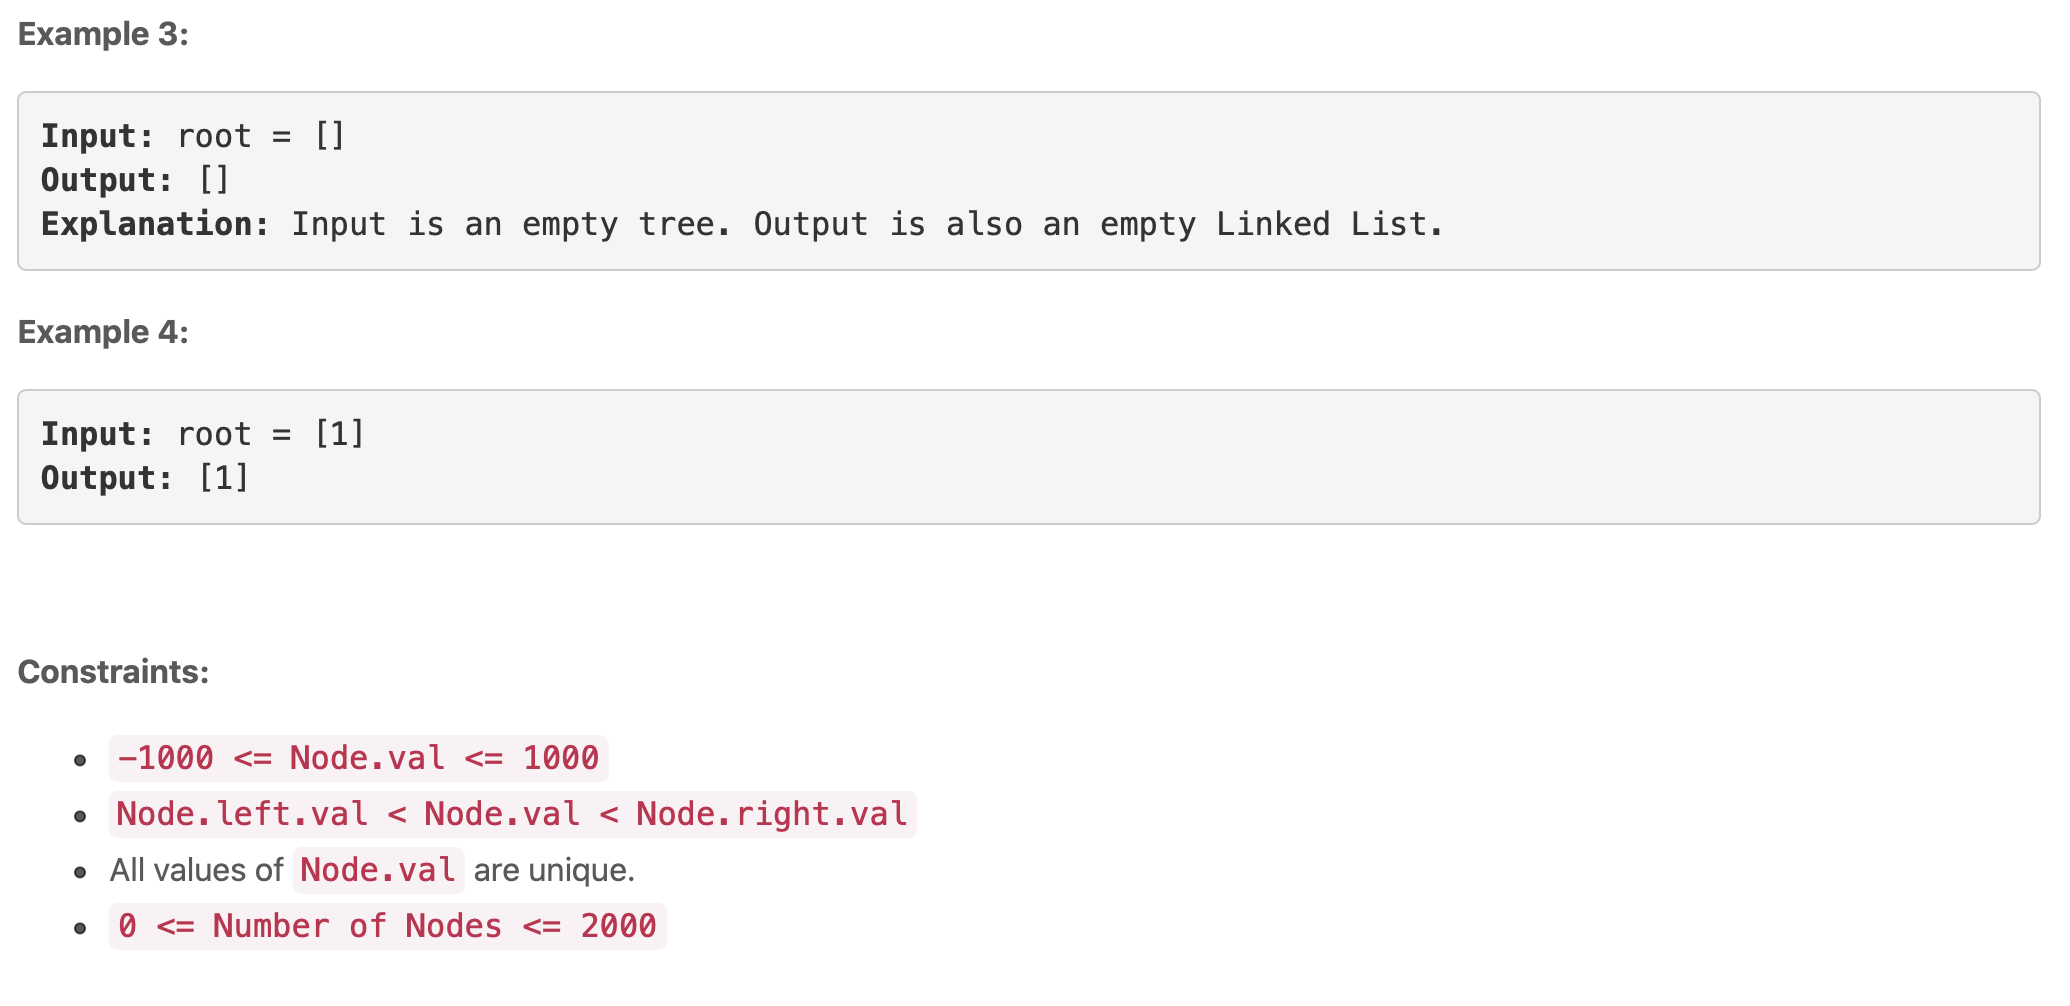 Example 3:
Input: root = []
Output: []
Explanation: Input is an empty tree. Output is also an empty Linked List.
Example 4:
Input: root = [1]
Output: [1]
Constraints:
-1000 <= Node.val <= 1000
Node.left.val < Node.val < Node.right.val
All values of Node.val are unique.
0 <= Number of Nodes <= 2000